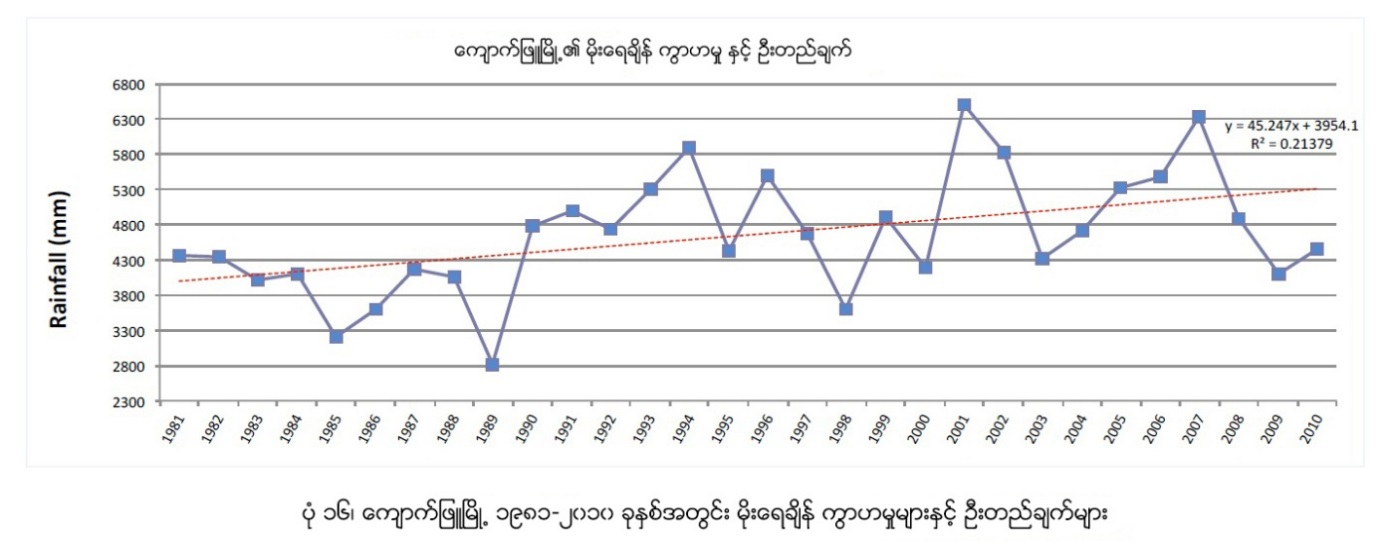 ကျောက်ဖြူမြို့၏ မိုးရေချိန် ကွာဟမှု နှင့် ဦးတည်ချက်
6800
6300
5800
5300
4800
4300
3800
3300
2800
2300
Rainfall (mm)
y = 45.247x + 3954.1
R² = 0.21379
1981 1982 1983 1984 1985 1986 1987 1988 1989 1990 1991 1992 1993 1994 1995 1996 1997 1998 1999 2000 2001 2002 2003 2004 2005 2006 2007 2008 2009 2010
ပုံ ၁၆၊ ကျောက်ဖြူမြို့ ၁၉၈၁-၂၀၁၀ ခုနှစ်အတွင်း မိုးရေချိန် ကွာဟမှုများနှင့် ဦးတည်ချက်များ